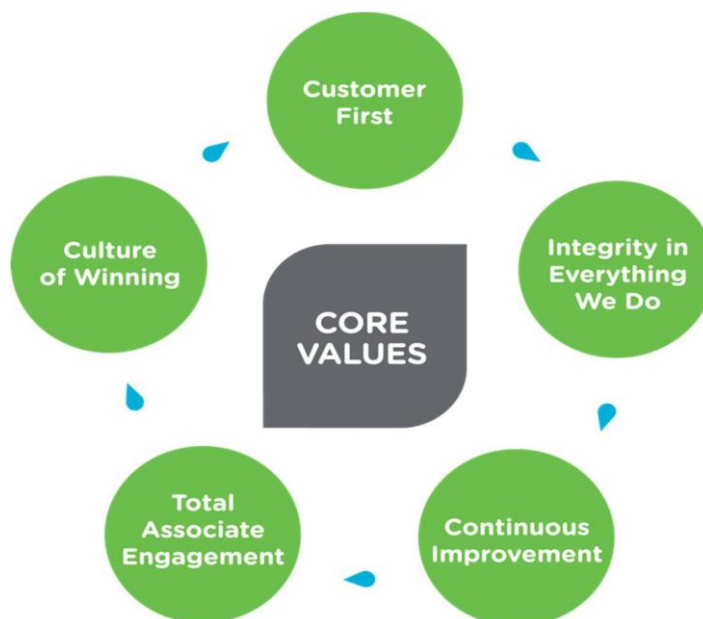 Customer
First
Integrity in
Everything
We Do
Continuous
Improvement
Total
Associate
Engagement
Culture
of Winning
CORE
VALUES